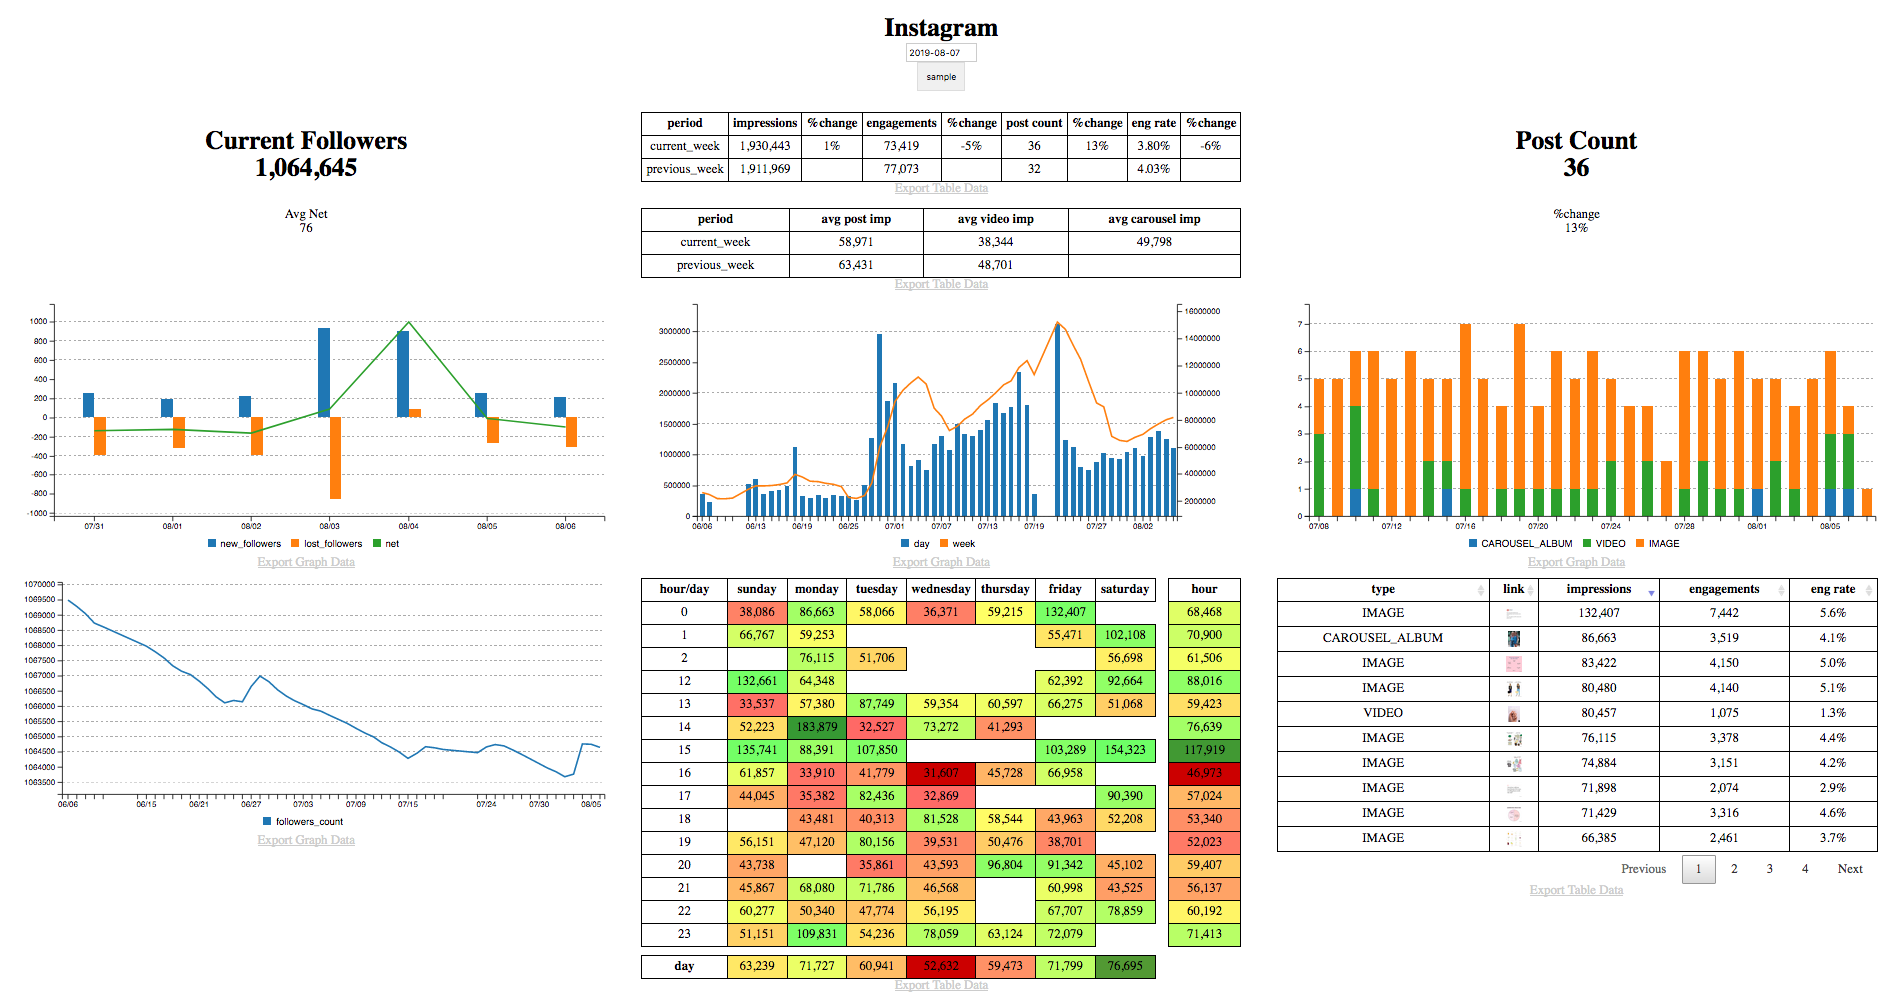 Instagram
2019-08-07
sample
Current Followers
1,064,645
Avg Net
76
period impressions %change engagements %change post count %change eng rate %change
current_week 1,930,443 1% 73,419 -5% 36 13% 3.80% -6%
previous_week 1,911,969 77,073 32 4.03%
Export Table Data
period avg post imp avg video imp avg carousel imp
current_week 58,971 38,344 49,798
previous_week 63,431 48,701
Export Table Data
Post Count
36
%change
13%
1000
800
600
400
200
0
-200
-400
-600
-800
-1000
07/31 08/01 08/02 08/03 08/04 08/05 08/06
new_followers lost_followers net
Export Graph Data
3000000
2500000
2000000
1500000
1000000
500000
0
16000000
14000000
12000000
10000000
8000000
6000000
4000000
2000000
06/06 06/13 06/19 06/25 07/01 07/07 07/13 07/19 07/27 08/02
day week
Export Graph Data
7
6
5
4
3
2
1
0
07/08 07/12 07/16 07/20 07/24 07/28 08/01 08/05
CAROUSEL_ALBUM VIDEO IMAGE
Export Graph Data
1070000
1069500
1069000
1068500
1068000
1067500
1067000
1066500
1066000
1065500
1065000
1064500
1064000
1063500
06/06 06/15 06/21 06/27 07/03 07/09 07/15 07/24 07/30 08/05
followers_count
Export Graph Data
hour/day sunday monday tuesday wednesday thursday friday saturday hour
0 38,086 86,663 58,066 36,371 59,215 132,407 68,468
1 66,767 59,253 55,471 102,108 70,900
2 76,115 51,706 56,698 61,506
12 132,661 64,348 62,392 92,664 88,016
13 33,537 57,380 87,749 59,354 60,597 66,275 51,068 59,423
14 52,223 183,879 32,527 73,272 41,293 76,639
15 135,741 88,391 107,850 103,289 154,323 117,919
16 61,857 33,910 41,779 31,607 45,728 66,958 46,973
17 44,045 35,382 82,436 32,869 90,390 57,024
18 43,481 40,313 81,528 58,544 43,963 52,208 53,340
19 56,151 47,120 80,156 39,531 50,476 38,701 52,023
20 43,738 35,861 43,593 96,804 91,342 45,102 59,407
21 45,867 68,080 71,786 46,568 60,998 43,525 56,137
22 60,277 50,340 47,774 56,195 67,707 78,859 60,192
23 51,151 109,831 54,236 78,059 63,124 72,079 71,413
day 63,239 71,727 60,941 52,632 59,473 71,799 76,695
Export Table Data
type link impressions engagements eng rate
IMAGE 132,407 7,442 5.6%
CAROUSEL_ALBUM 86,663 3,519 4.1%
IMAGE 83,422 4,150 5.0%
IMAGE 80,480 4,140 5.1%
VIDEO 80,457 1,075 1.3%
IMAGE 76,115 3,378 4.4%
IMAGE 74,884 3,151 4.2%
IMAGE 71,898 2,074 2.9%
IMAGE 71,429 3,316 4.6%
IMAGE 66,385 2,461 3.7%
Previous 1 2 3 4 Next
Export Table Data